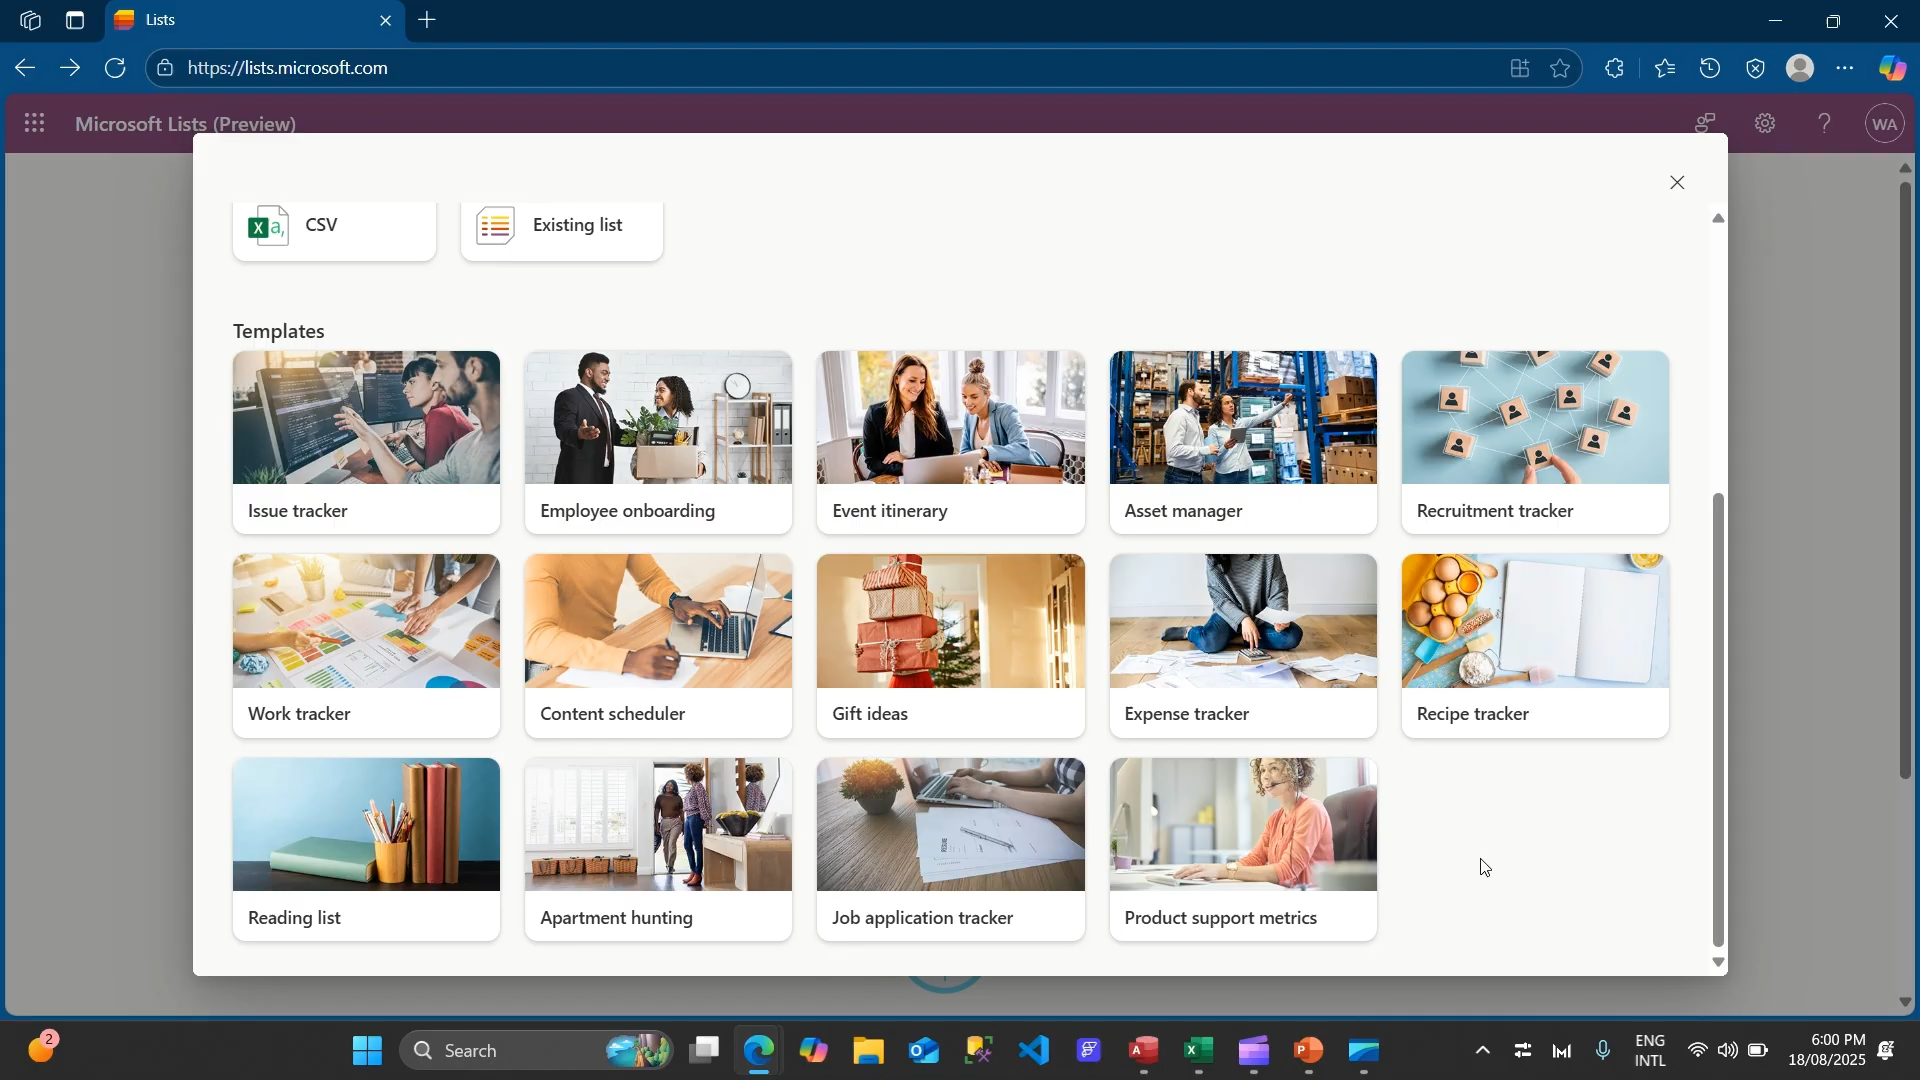 Lists
https://lists.microsoft.com
Microsoft Lists (Preview)
WA
CSV
Existing list
Templates
Issue tracker
Employee onboarding
Event itinerary
Asset manager
Recruitment tracker
Work tracker
Content scheduler
Gift ideas
Expense tracker
Recipe tracker
Reading list
Apartment hunting
Job application tracker
Product support metrics
2
Search
ENG
INTL
6:00 PM
18/08/2025